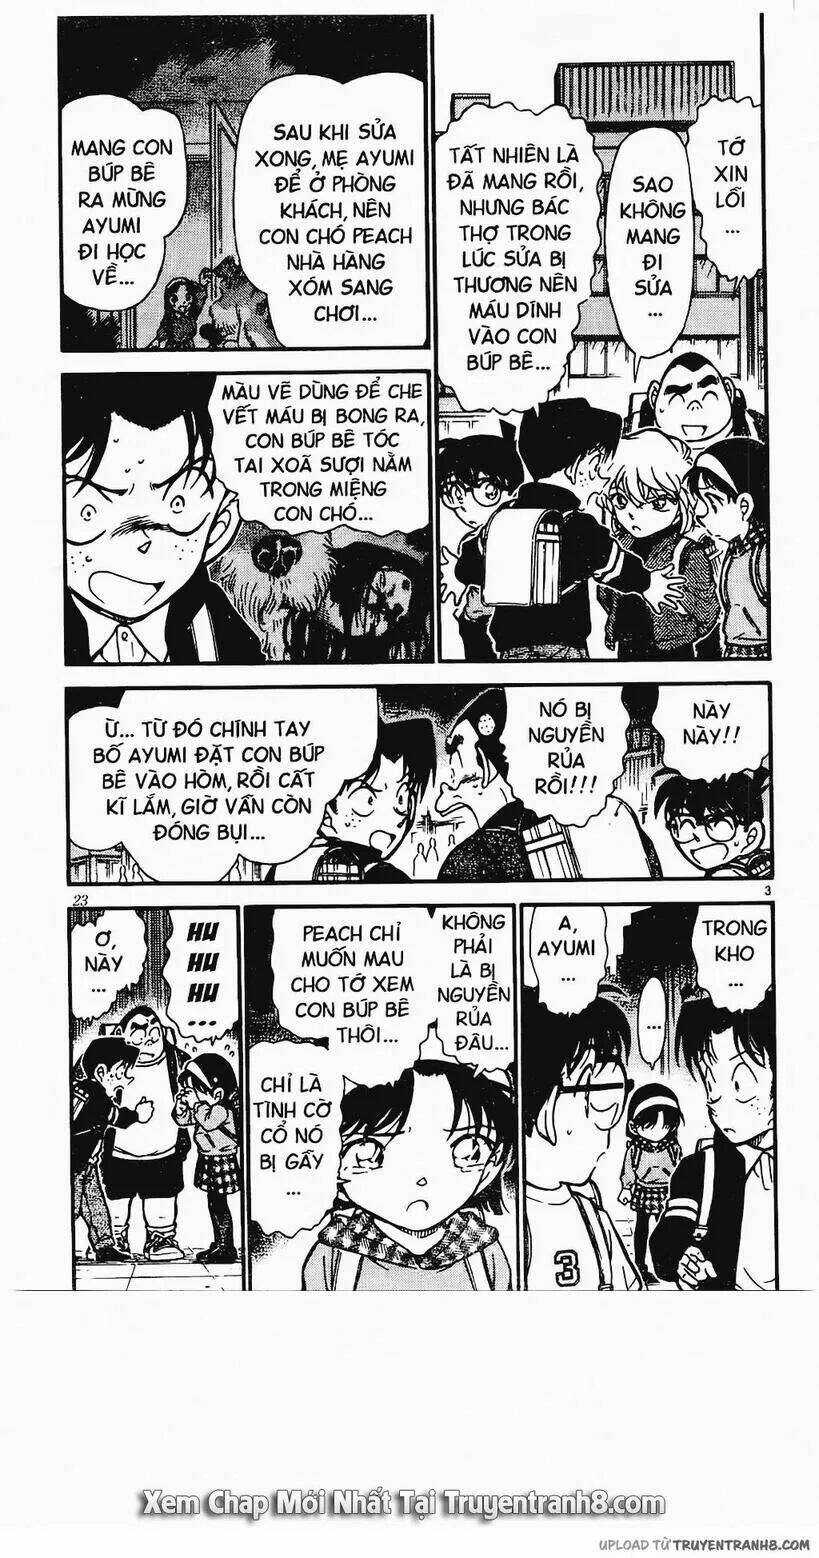 TỚ
XIN
LỖI
...
SAO
KHÔNG
MANG
ĐI
SỬA
...
TẤT NHIÊN LÀ
ĐÃ MANG RỒI,
NHƯNG BÁC
THỢ TRONG
LÚC SỬA BỊ
THƯƠNG NÊN
MÁU DÍNH
VÀO CON
BÚP BÊ...
SAU KHI SỬA
XONG, MẸ AYUMI
ĐỂ Ở PHÒNG
KHÁCH, NÊN
CON CHÓ PEACH
NHÀ HÀNG
XÓM SANG
CHƠI...
MANG CON
BÚP BÊ
RA MỪNG
AYUMI
ĐI HỌC
VỀ...
MÀU VẼ DÙNG ĐỂ CHE
VẾT MÁU BỊ BONG RA,
CON BÚP BÊ TÓC
TAI XOÃ SƯỢI NẰM
TRONG MIỆNG
CON CHÓ...
NÀY
NÀY!!
NÓ BỊ
NGUYỀN
RỦA
RỒI!!!
Ừ... TỪ ĐÓ CHÍNH TAY
BỐ AYUMI ĐẶT CON BÚP
BÊ VÀO HÒM, RỒI CẤT
KĨ LẮM, GIỜ VẪN CÒN
ĐÓNG BỤI...
3
23
TRONG
KHO
...
...
A,
AYUMI
...
KHÔNG
PHẢI
LÀ BỊ
NGUYỀN
RỦA
ĐÂU...
PEACH CHỈ
MUỐN MAU
CHO TỚ XEM
CON BÚP BÊ
THÔI...
CHỈ LÀ
TÌNH CỜ
CỔ NÓ
BỊ GẪY
...
HU
HU
HU
...
Ơ,
NÀY
...
3
Xem Chap Mới Nhất Tại Truyentranh8.com
UPLOAD TỪ TRUYENTRANH8.COM